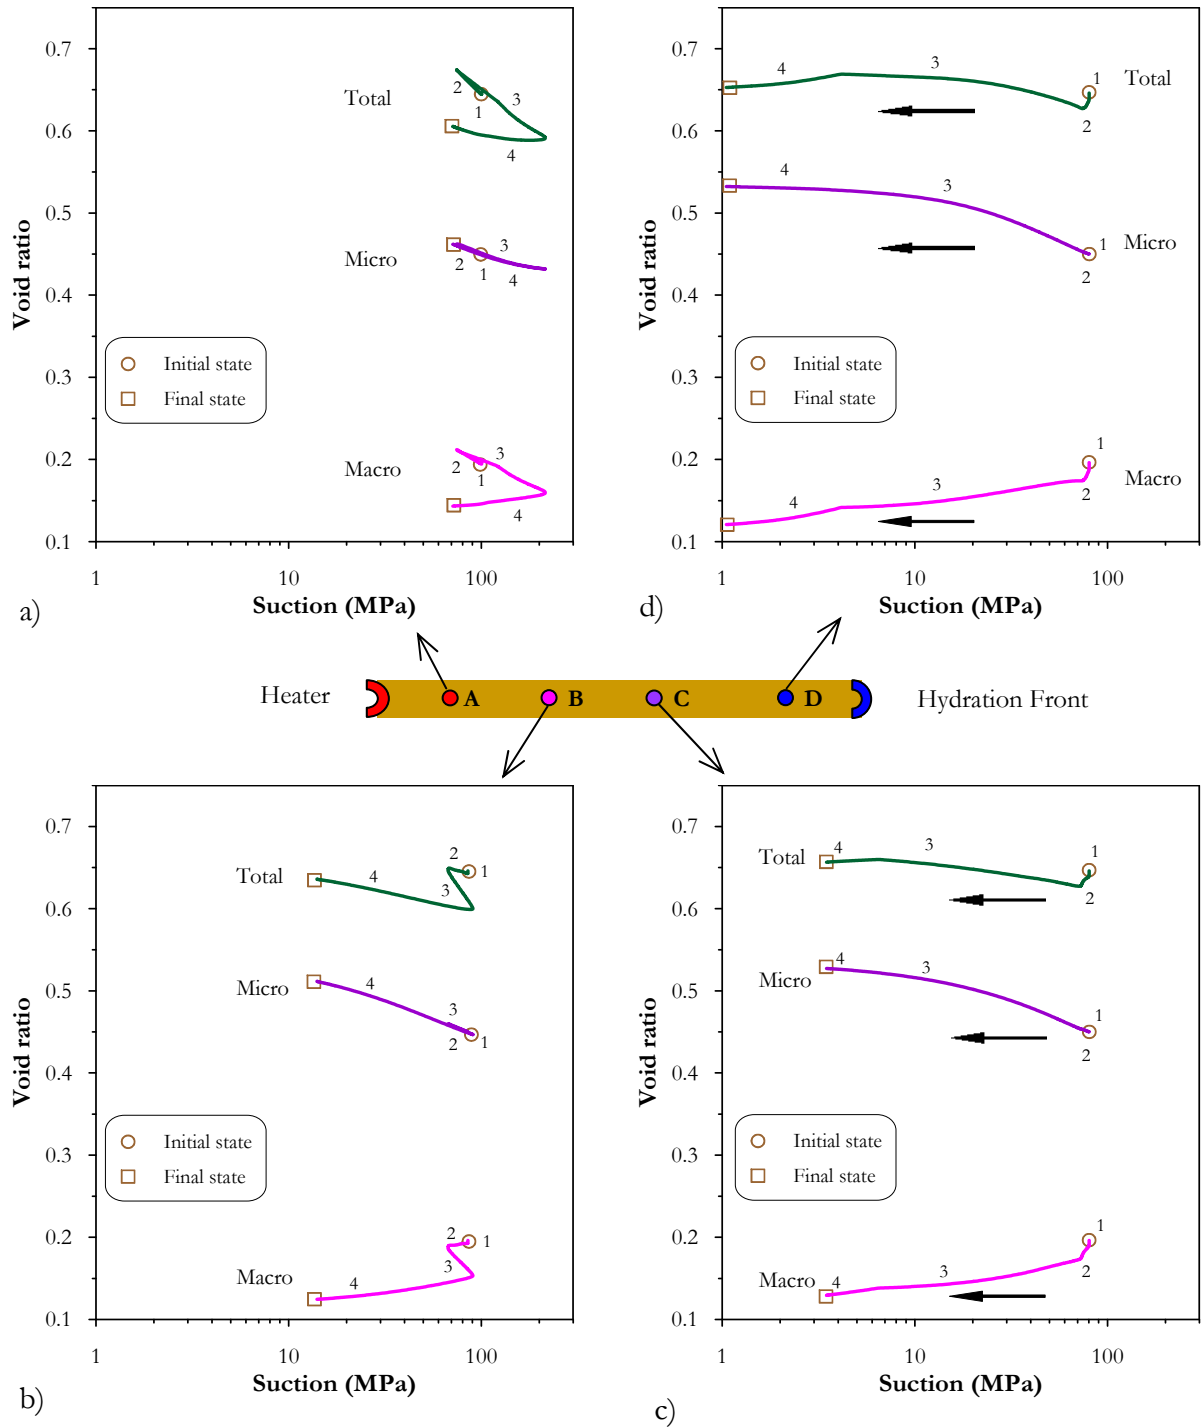 0.7
0.6
0.5
0.4
0.3
0.2
0.1
Void ratio
Total
2
1
3
4
Micro
3
2
1
4
Initial state
Final state
Macro
3
2
1
4
1
10
100
Suction (MPa)
a)
0.7
0.6
0.5
0.4
0.3
0.2
0.1
Void ratio
4
3
1
Total
2
4
3
1
Micro
2
Initial state
Final state
1
3
Macro
2
4
1
10
100
Suction (MPa)
d)
Heater
A
B
C
D
Hydration Front
0.7
0.6
0.5
0.4
0.3
0.2
0.1
Void ratio
2
1
Total
4
3
Micro
4
3
2
1
Initial state
Final state
2
1
Macro
4
3
1
10
100
Suction (MPa)
b)
0.7
0.6
0.5
0.4
0.3
0.2
0.1
Void ratio
Total
4
3
1
2
Micro
4
3
1
2
Initial state
Final state
1
Macro
4
3
2
1
10
100
Suction (MPa)
c)